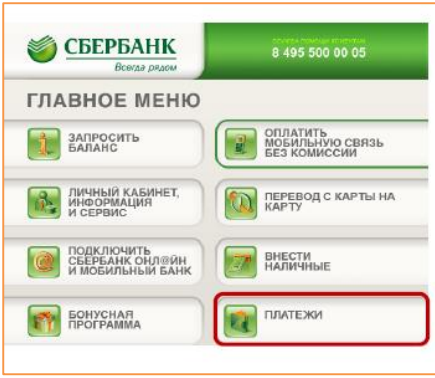 СБЕРБАНК
Всегда рядом
8 495 500 00 05
ГЛАВНОЕ МЕНЮ
ЗАПРОСИТЬ
БАЛАНС
ОПЛАТИТЬ
МОБИЛЬНУЮ СВЯЗЬ
БЕЗ КОМИССИИ
ЛИЧНЫЙ КАБИНЕТ,
ИНФОРМАЦИЯ
И СЕРВИС
ПЕРЕВОД С КАРТЫ НА
КАРТУ
ПОДКЛЮЧИТЬ
СБЕРБАНК ОНЛ@ЙН
И МОБИЛЬНЫЙ БАНК
ВНЕСТИ
НАЛИЧНЫЕ
БОНУСНАЯ
ПРОГРАММА
ПЛАТЕЖИ